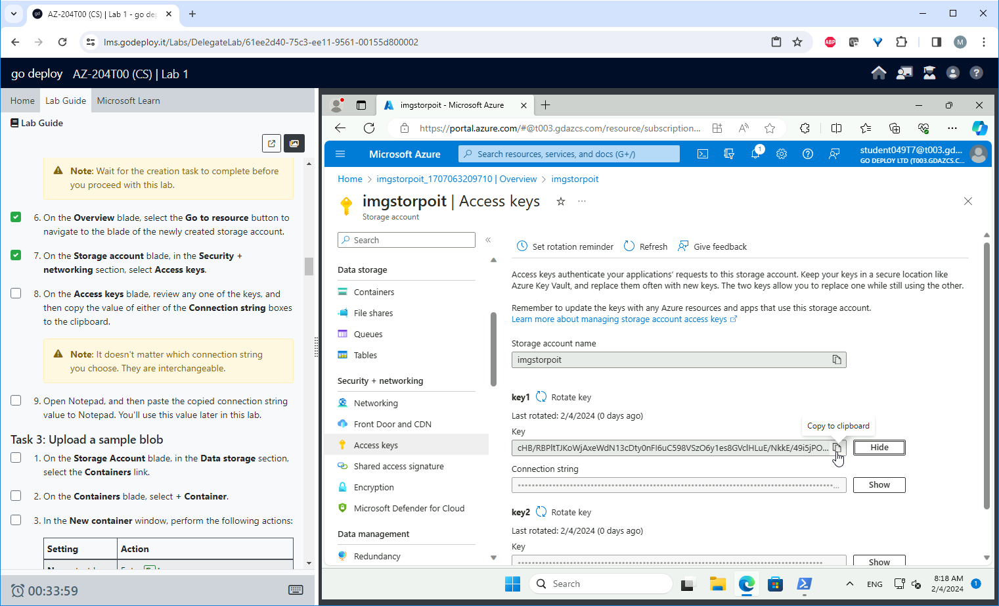 AZ-204T00 (CS) | Lab 1 - go dep
lms.godeploy.it/Labs/DelegateLab/61ee2d40-75c3-ee11-9561-00155d800002
ABP
M
go deploy
AZ-204T00 (CS) | Lab 1
Home
Lab Guide
Microsoft Learn
Lab Guide
Note: Wait for the creation task to complete before
you proceed with this lab.
6. On the Overview blade, select the Go to resource button to
navigate to the blade of the newly created storage account.
7. On the Storage account blade, in the Security +
networking section, select Access keys.
8. On the Access keys blade, review any one of the keys, and
then copy the value of either of the Connection string boxes
to the clipboard.
Note: It doesn't matter which connection string
you choose. They are interchangeable.
9. Open Notepad, and then paste the copied connection string
value to Notepad. You'll use this value later in this lab.
Task 3: Upload a sample blob
1. On the Storage Account blade, in the Data storage section,
select the Containers link.
2. On the Containers blade, select + Container.
3. In the New container window, perform the following actions:
Setting
Action
00:33:59
imgstorpoit - Microsoft Azure
https://portal.azure.com/#@t003.gdazcs.com/resource/subscription...
Microsoft Azure
Search resources, services, and docs (G+/)
1
student049T7@t003.gd...
GO DEPLOY LTD (T003.GDAZCS.C...
Home > imgstorpoit_1707063209710 | Overview > imgstorpoit
imgstorpoit | Access keys
Storage account
Search
Data storage
Containers
File shares
Queues
Tables
Security + networking
Networking
Front Door and CDN
Access keys
Shared access signature
Encryption
Microsoft Defender for Cloud
Data management
Redundancy
Set rotation reminder
Refresh
Give feedback
Access keys authenticate your applications' requests to this storage account. Keep your keys in a secure location like
Azure Key Vault, and replace them often with new keys. The two keys allow you to replace one while still using the other.
Remember to update the keys with any Azure resources and apps that use this storage account.
Learn more about managing storage account access keys
Storage account name
imgstorpoit
key1
Rotate key
Last rotated: 2/4/2024 (0 days ago)
Copy to clipboard
Key
Hide
Connection string
Show
key2
Rotate key
Last rotated: 2/4/2024 (0 days ago)
Key
Show
Search
ENG
8:18 AM
2/4/2024
1